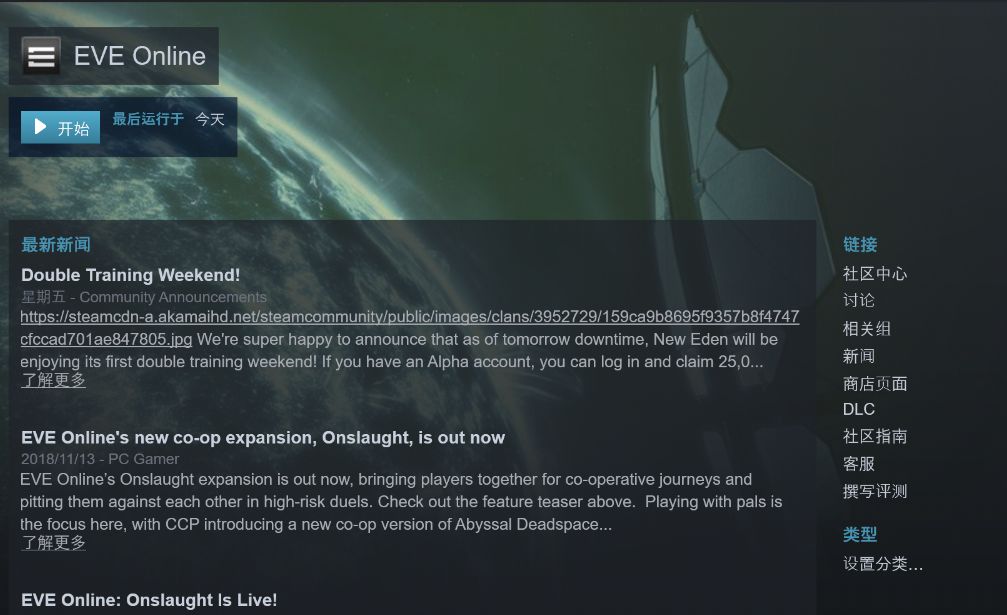 EVE Online
开始 最后运行于 今天
最新新闻
Double Training Weekend!
星期五 - Community Announcements
https://steamcdn-a.akamaihd.net/steamcommunity/public/images/clans/3952729/159ca9b8695f9357b8f4747
cfccad701ae847805.jpg We're super happy to announce that as of tomorrow downtime, New Eden will be
enjoying its first double training weekend! If you have an Alpha account, you can log in and claim 25,0...
了解更多
EVE Online's new co-op expansion, Onslaught, is out now
2018/11/13 - PC Gamer
EVE Online’s Onslaught expansion is out now, bringing players together for co-operative journeys and
pitting them against each other in high-risk duels. Check out the feature teaser above.  Playing with pals is
the focus here, with CCP introducing a new co-op version of Abyssal Deadspace...
了解更多
EVE Online: Onslaught Is Live!
链接
社区中心
讨论
相关组
新闻
商店页面
DLC
社区指南
客服
撰写评测
类型
设置分类...